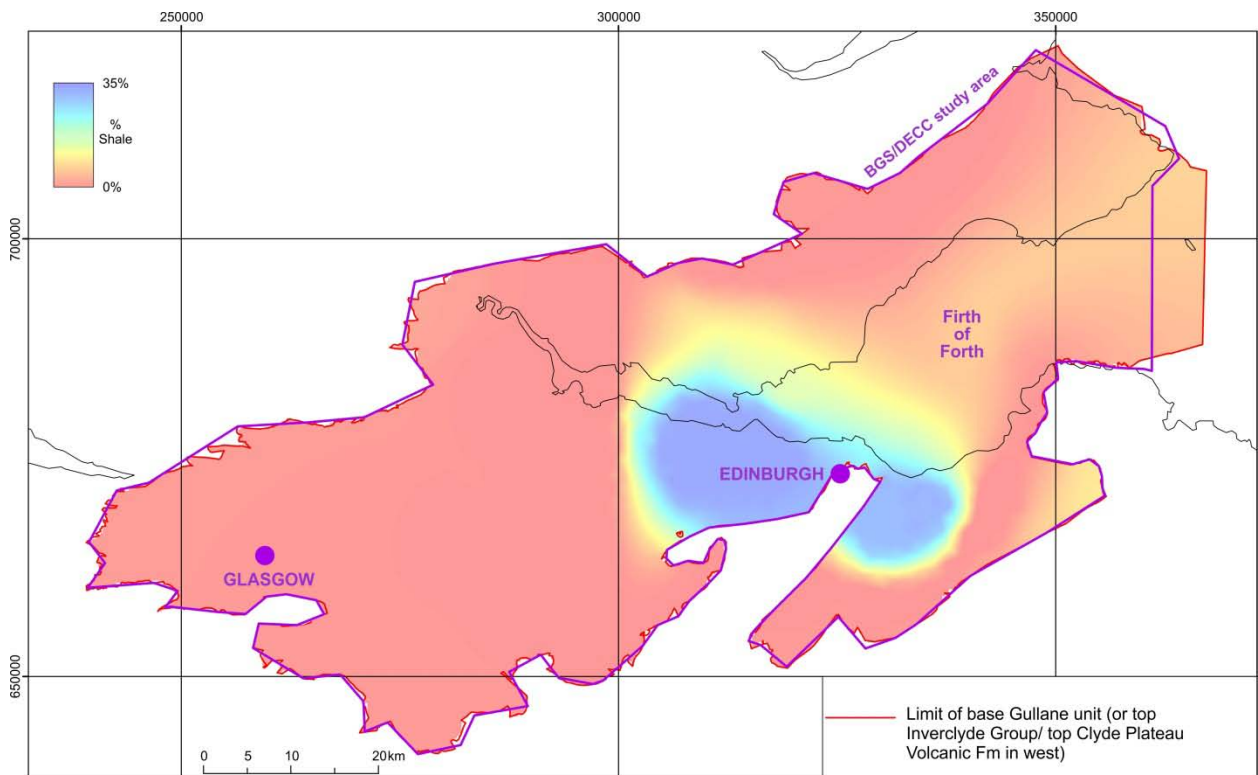 250000
300000
350000
35%
%
Shale
0%
BGS/DECC study area
700000
Firth
of
Forth
EDINBURGH
GLASGOW
650000
0 5 10 20km
Limit of base Gullane unit (or top
Inverclyde Group/ top Clyde Plateau
Volcanic Fm in west)